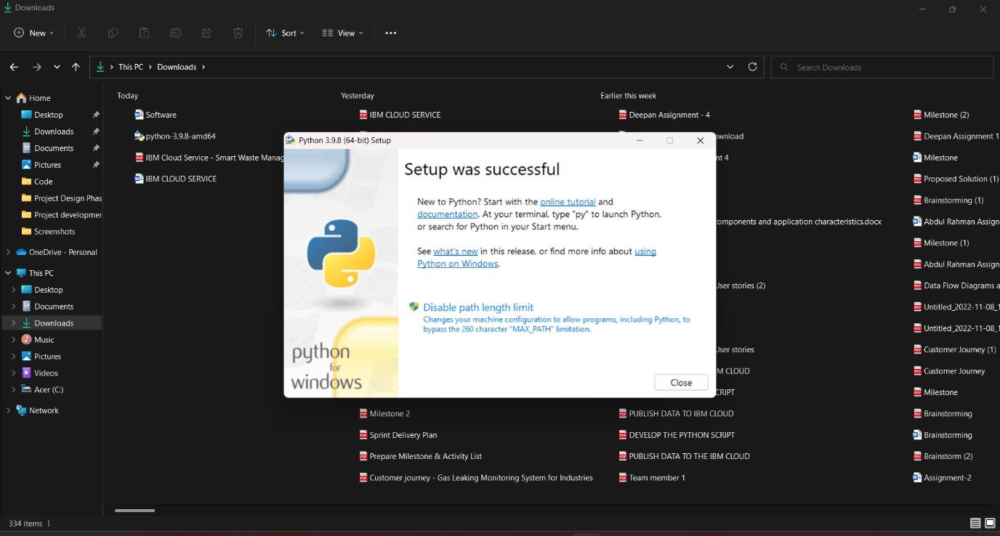 Downloads
New
Sort
View
This PC
Downloads
Search Downloads
Home
Desktop
Downloads
Documents
Pictures
Code
Project Design Phas
Project developmer
Screenshots
OneDrive - Personal
This PC
Desktop
Documents
Downloads
Music
Pictures
Videos
Acer (C:)
Network
Today
Software
python-3.9.8-amd64
IBM Cloud Service - Smart Waste Manag
IBM CLOUD SERVICE
Yesterday
IBM CLOUD SERVICE
Milestone 2
Sprint Delivery Plan
Prepare Milestone & Activity List
Customer journey - Gas Leaking Monitoring System for Industries
Earlier this week
Deepan Assignment - 4
ownload
nt 4
omponents and application characteristics.docx
User stories (2)
User stories
M CLOUD
CRIPT
PUBLISH DATA TO IBM CLOUD
DEVELOP THE PYTHON SCRIPT
PUBLISH DATA TO THE IBM CLOUD
Team member 1
Milestone (2)
Deepan Assignment 1
Milestone
Proposed Solution (1)
Brainstorming (1)
Abdul Rahman Assign
Milestone (1)
Abdul Rahman Assign
Data Flow Diagrams a
Untitled_2022-11-08_1
Untitled_2022-11-08_1
Customer Journey (1)
Customer Journey
Milestone
Brainstorming
Brainstorming
Brainstorm (2)
Assignment-2
Python 3.9.8 (64-bit) Setup
Setup was successful
New to Python? Start with the online tutorial and
documentation. At your terminal, type "py" to launch Python,
or search for Python in your Start menu.
See what's new in this release, or find more info about using
Python on Windows.
Disable path length limit
Changes your machine configuration to allow programs, including Python, to
bypass the 260 character "MAX_PATH" limitation.
python
for
windows
Close
334 items